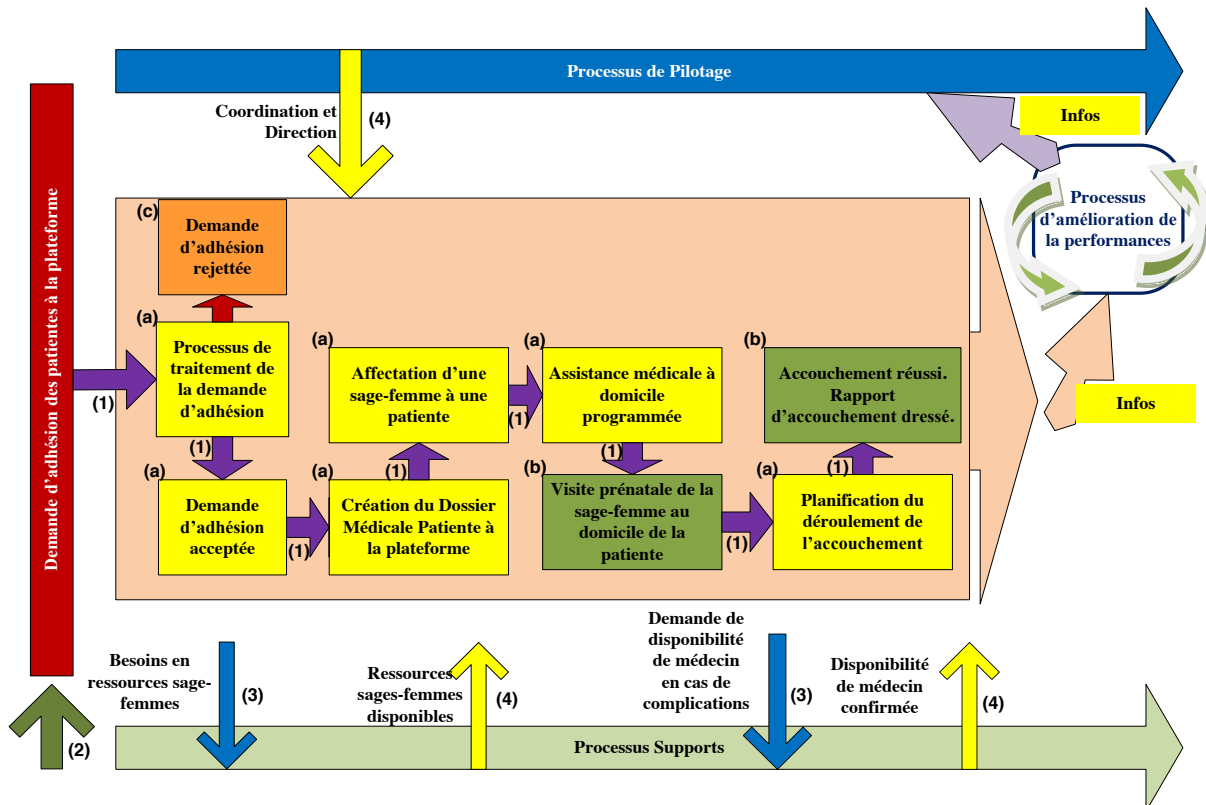 Processus de Pilotage
Coordination et
Direction
(4)
Infos
Demande d'adhésion des patientes à la plateforme
Processus
d'amélioration de
la performances
(c)
Demande
d'adhésion
rejettée
(a)
Processus de
traitement de
la demande
d'adhésion
(1)
(a)
Affectation d'une
sage-femme à une
patiente
(1)
(a)
Assistance médicale à
domicile
programmée
(b)
Accouchement réussi.
Rapport
d'accouchement dressé.
Infos
(1)
(a)
Demande
d'adhésion
acceptée
(1)
(a)
Création du Dossier
Médicale Patiente à
la plateforme
(1)
(1)
(b)
Visite prénatale de la
sage-femme au
domicile de la
patiente
(1)
(a)
Planification du
déroulement de
l'accouchement
(1)
Besoins en
ressources sage-
femmes
(3)
Ressources
sages-femmes
disponibles
(4)
Demande de
disponibilité
de médecin
en cas de
complications
(3)
Disponibilité
de médecin
confirmée
(4)
(2)
Processus Supports